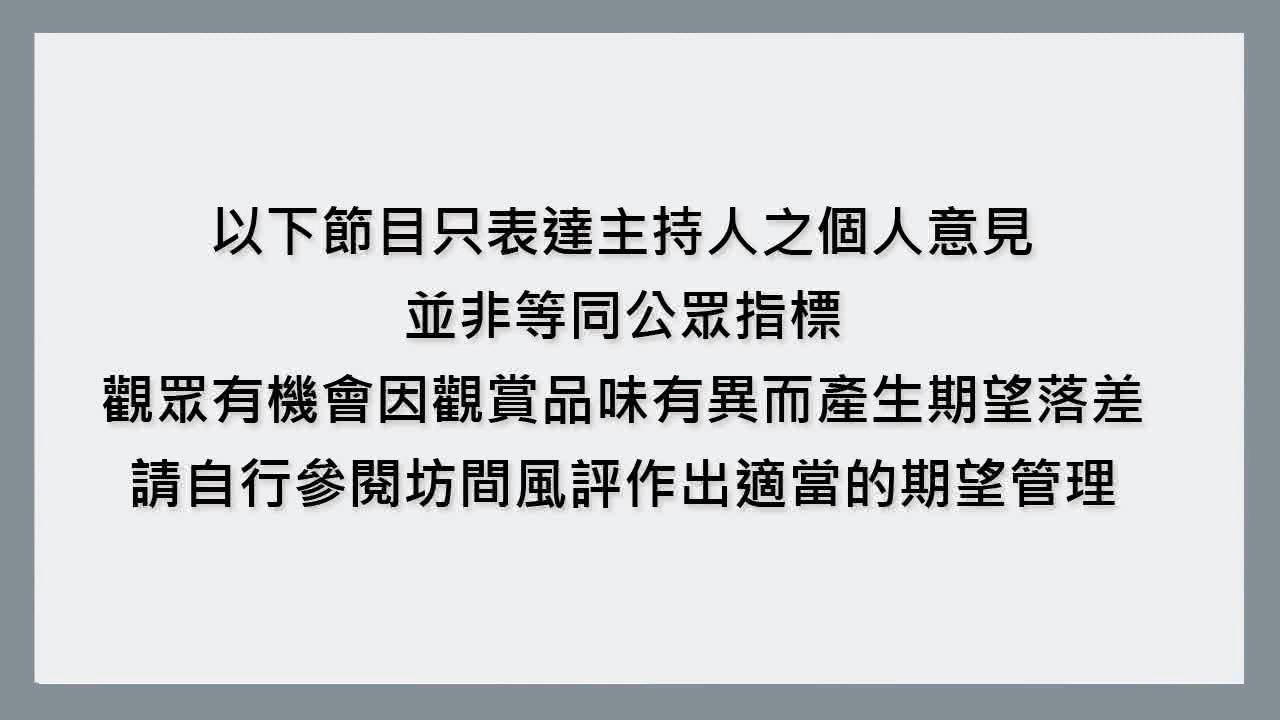 以下節目只表達主持人之個人意見
並非等同公眾指標
觀眾有機會因觀賞品味有異而產生期望落差
請自行參閱坊間風評作出適當的期望管理